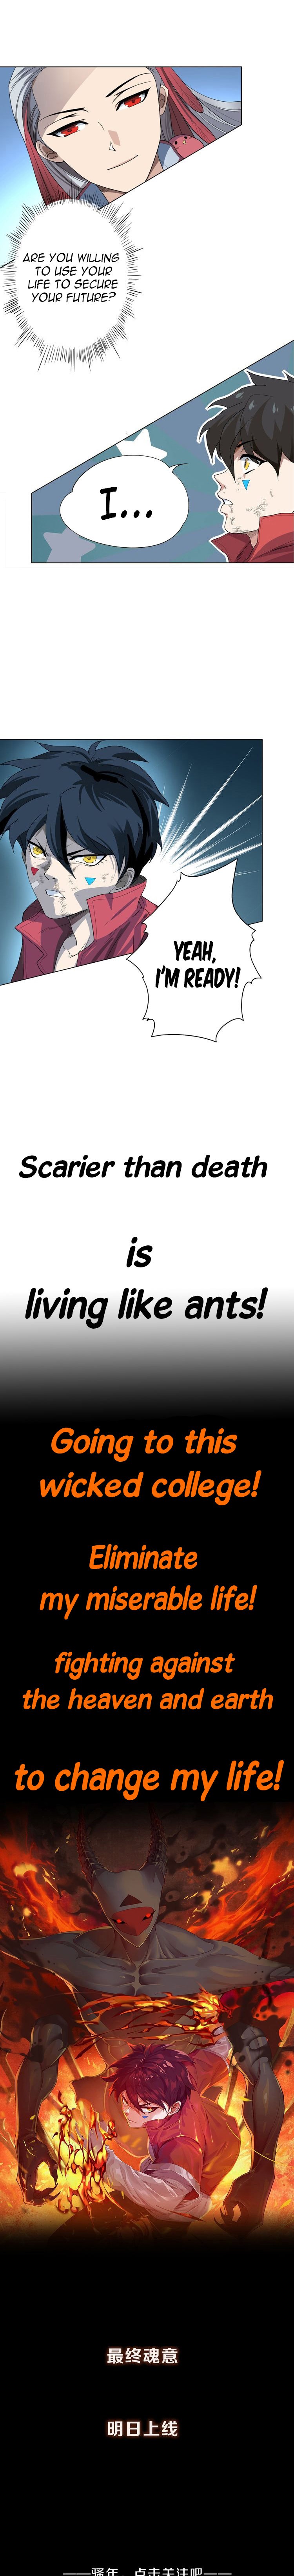 ARE YOU WILLING
TO USE YOUR
LIFE TO SECURE
YOUR FUTURE?
I...
YEAH,
I'M READY!
Scarier than death
is
living like ants!
Going to this
wicked college!
Eliminate
my miserable life!
fighting against
the heaven and earth
to change my life!
最终魂意
明日上线
——骚年，点击关注吧——